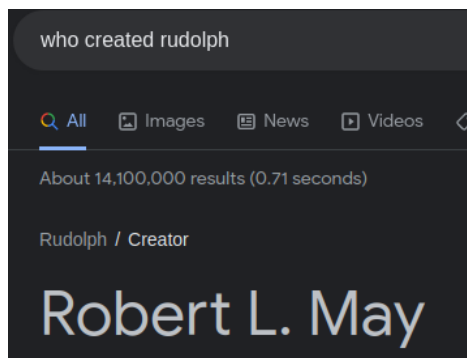 who created rudolph
All Images News Videos
About 14,100,000 results (0.71 seconds)
Rudolph / Creator
Robert L. May